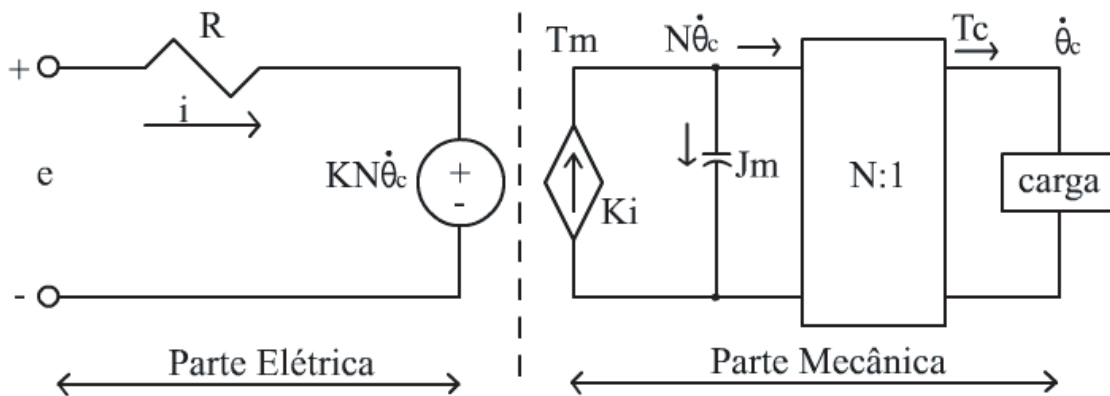 R
+
i
e
-
KNθ̇c
+
-
Parte Elétrica
Tm
Nθ̇c
Ki
Jm
N:1
Tc
θ̇c
carga
Parte Mecânica